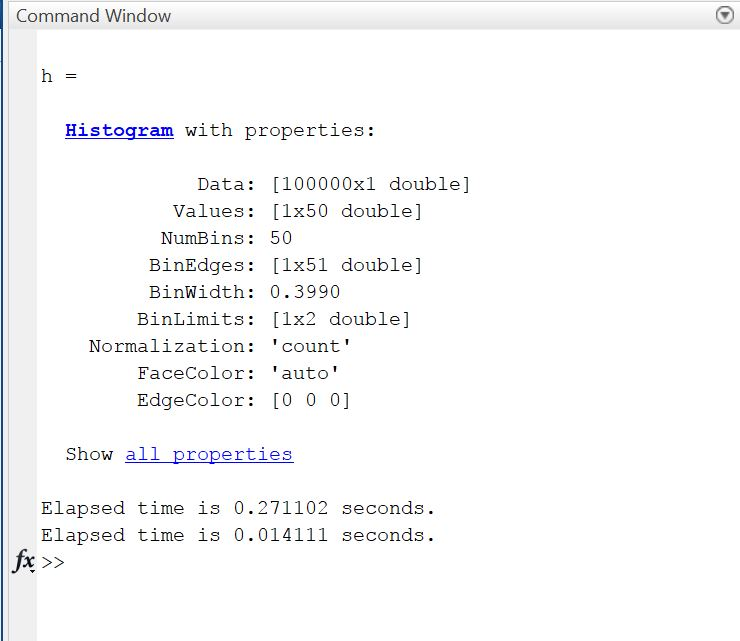 Command Window
h =
Histogram with properties:
Data: [100000x1 double]
Values: [1x50 double]
NumBins: 50
BinEdges: [1x51 double]
BinWidth: 0.3990
BinLimits: [1x2 double]
Normalization: 'count'
FaceColor: 'auto'
EdgeColor: [0 0 0]
Show all properties
Elapsed time is 0.271102 seconds.
Elapsed time is 0.014111 seconds.
fx >>